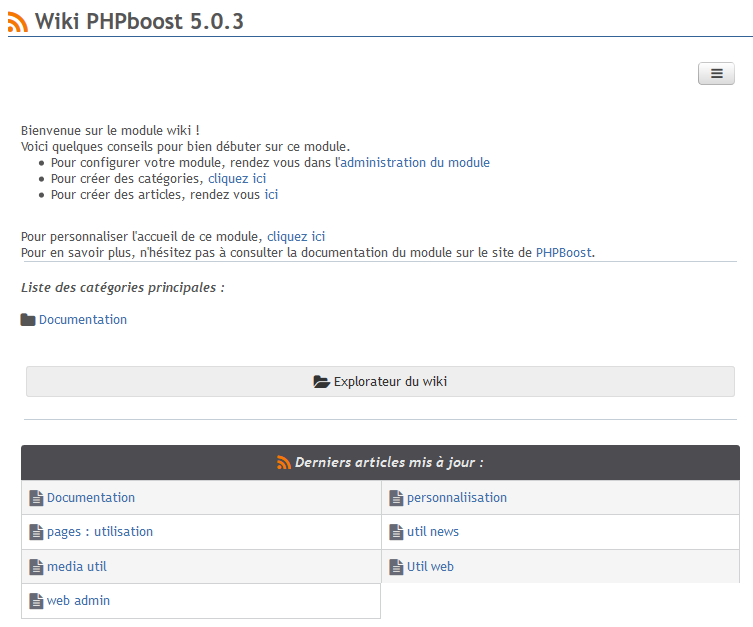 Wiki PHPboost 5.0.3
Bienvenue sur le module wiki !
Voici quelques conseils pour bien débuter sur ce module.
Pour configurer votre module, rendez vous dans l'administration du module
Pour créer des catégories, cliquez ici
Pour créer des articles, rendez vous ici
Pour personnaliser l'accueil de ce module, cliquez ici
Pour en savoir plus, n'hésitez pas à consulter la documentation du module sur le site de PHPBoost.
Liste des catégories principales :
Documentation
Explorateur du wiki
Derniers articles mis à jour :
Documentation
personnaliisation
pages : utilisation
util news
media util
Util web
web admin